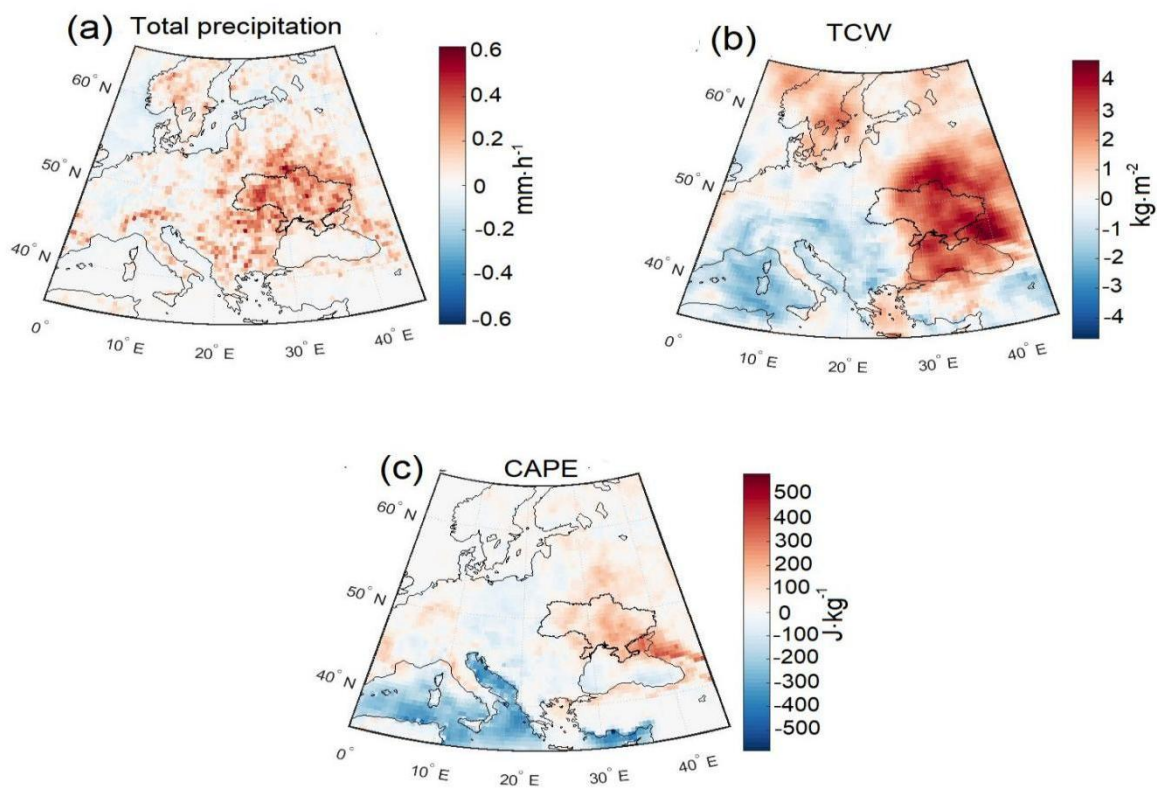 (a) Total precipitation
60° N
50° N
40° N
0°
10° E
20° E
30° E
40° E
0.6
0.4
0.2
0
-0.2
-0.4
-0.6
mm·h⁻¹
(b) TCW
60° N
50° N
40° N
0°
10° E
20° E
30° E
40° E
4
3
2
1
0
-1
-2
-3
-4
kg·m⁻²
(c) CAPE
60° N
50° N
40° N
0°
10° E
20° E
30° E
40° E
500
400
300
200
100
0
-100
-200
-300
-400
-500
J·kg⁻¹